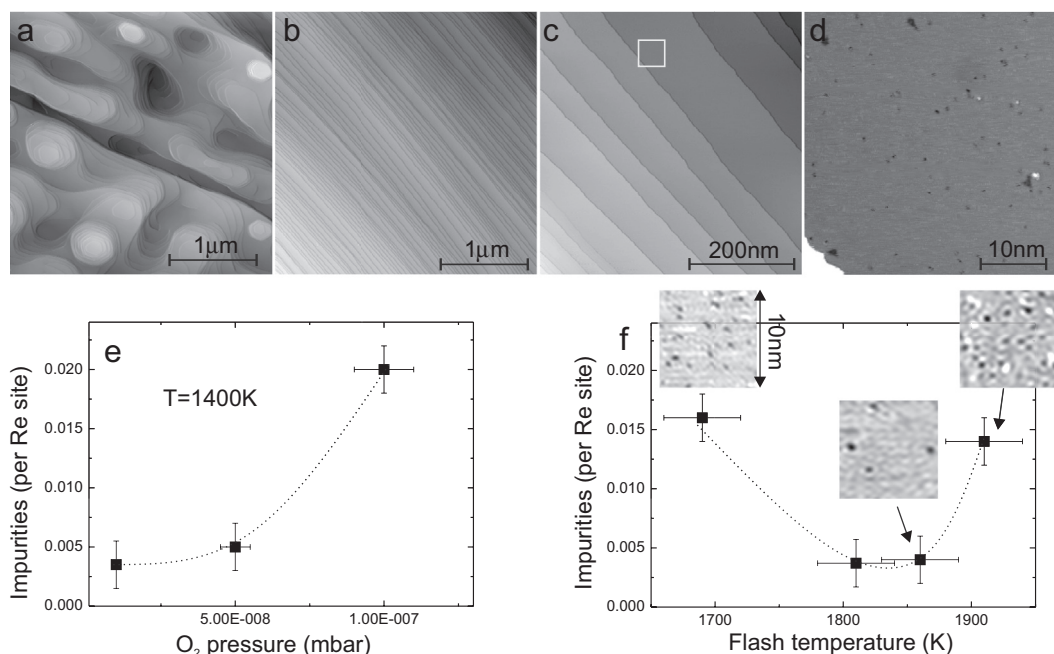 a
b
c
d
1μm
1μm
200nm
10nm
e
T=1400K
0.020
0.015
0.010
0.005
0.000
Impurities (per Re site)
5.00E-008
1.00E-007
O₂ pressure (mbar)
f
10nm
0.020
0.015
0.010
0.005
0.000
Impurities (per Re site)
1700
1800
1900
Flash temperature (K)